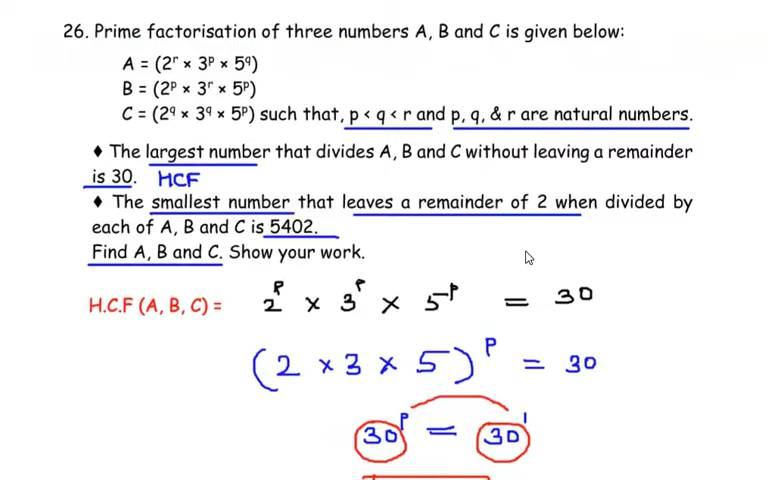 26. Prime factorisation of three numbers A, B and C is given below:
A = (2ʳ × 3ᵖ × 5ᑫ)
B = (2ᵖ × 3ʳ × 5ᵖ)
C = (2ᑫ × 3ᑫ × 5ᵖ) such that, p < q < r and p, q, & r are natural numbers.
♦ The largest number that divides A, B and C without leaving a remainder
is 30. HCF
♦ The smallest number that leaves a remainder of 2 when divided by
each of A, B and C is 5402.
Find A, B and C. Show your work.
H.C.F (A, B, C) = 2ᵖ × 3ᵖ × 5ᵖ = 30
(2 × 3 × 5)ᵖ = 30
30ᵖ = 30¹